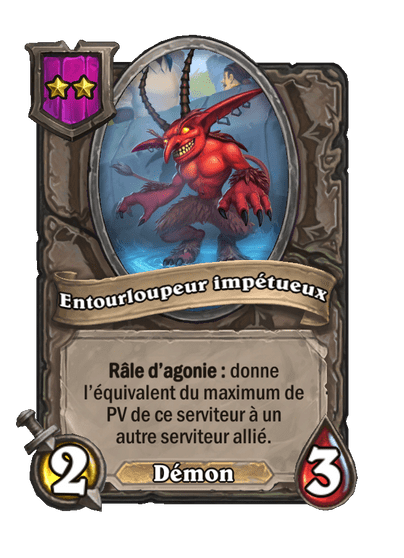 Entourloupeur impétueux
Râle d’agonie : donne
l’équivalent du maximum de
PV de ce serviteur à un
autre serviteur allié.
2
Démon
3